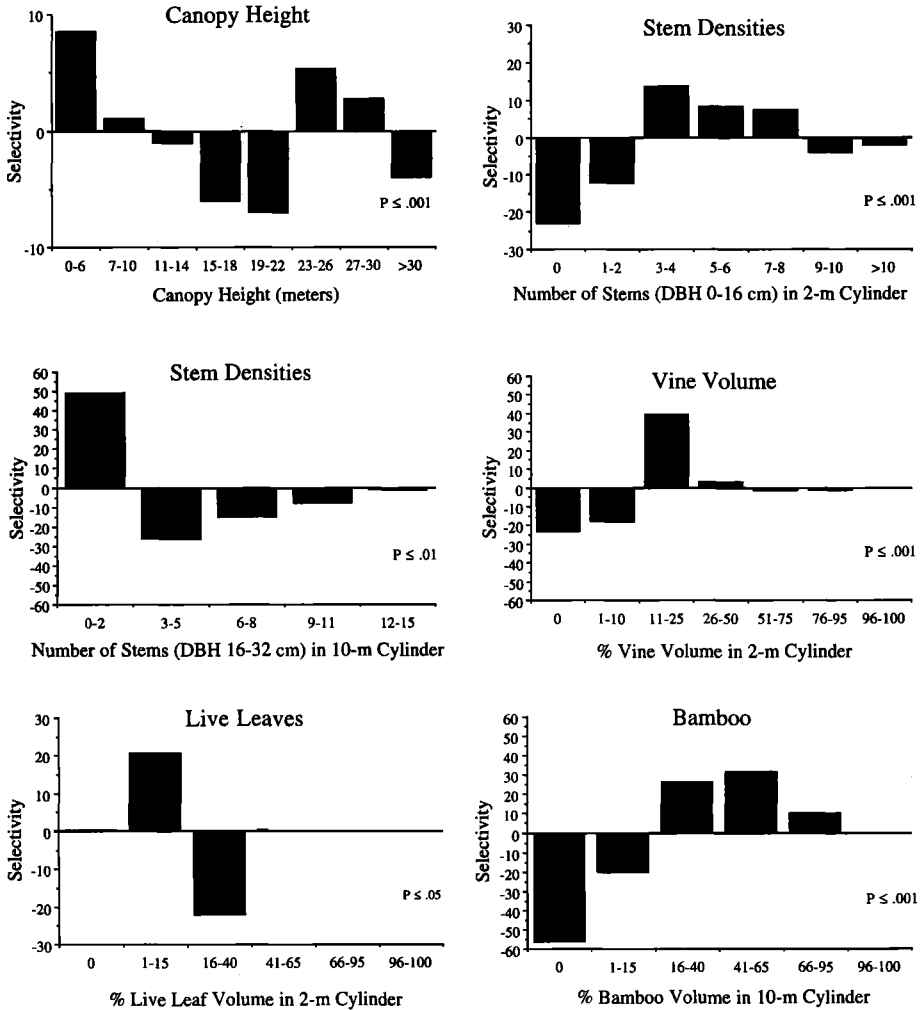 Canopy Height
Selectivity
10
0
-10
P ≤ .001
0-6 7-10 11-14 15-18 19-22 23-26 27-30 >30
Canopy Height (meters)
Stem Densities
Selectivity
30
20
10
0
-10
-20
-30
P ≤ .001
0 1-2 3-4 5-6 7-8 9-10 >10
Number of Stems (DBH 0-16 cm) in 2-m Cylinder
Stem Densities
Selectivity
60
50
40
30
20
10
0
-10
-20
-30
-40
-50
-60
P ≤ .01
0-2 3-5 6-8 9-11 12-15
Number of Stems (DBH 16-32 cm) in 10-m Cylinder
Vine Volume
Selectivity
60
50
40
30
20
10
0
-10
-20
-30
-40
-50
-60
P ≤ .001
0 1-10 11-25 26-50 51-75 76-95 96-100
% Vine Volume in 2-m Cylinder
Live Leaves
Selectivity
30
20
10
0
-10
-20
-30
P ≤ .05
0 1-15 16-40 41-65 66-95 96-100
% Live Leaf Volume in 2-m Cylinder
Bamboo
Selectivity
60
50
40
30
20
10
0
-10
-20
-30
-40
-50
-60
P ≤ .001
0 1-15 16-40 41-65 66-95 96-100
% Bamboo Volume in 10-m Cylinder